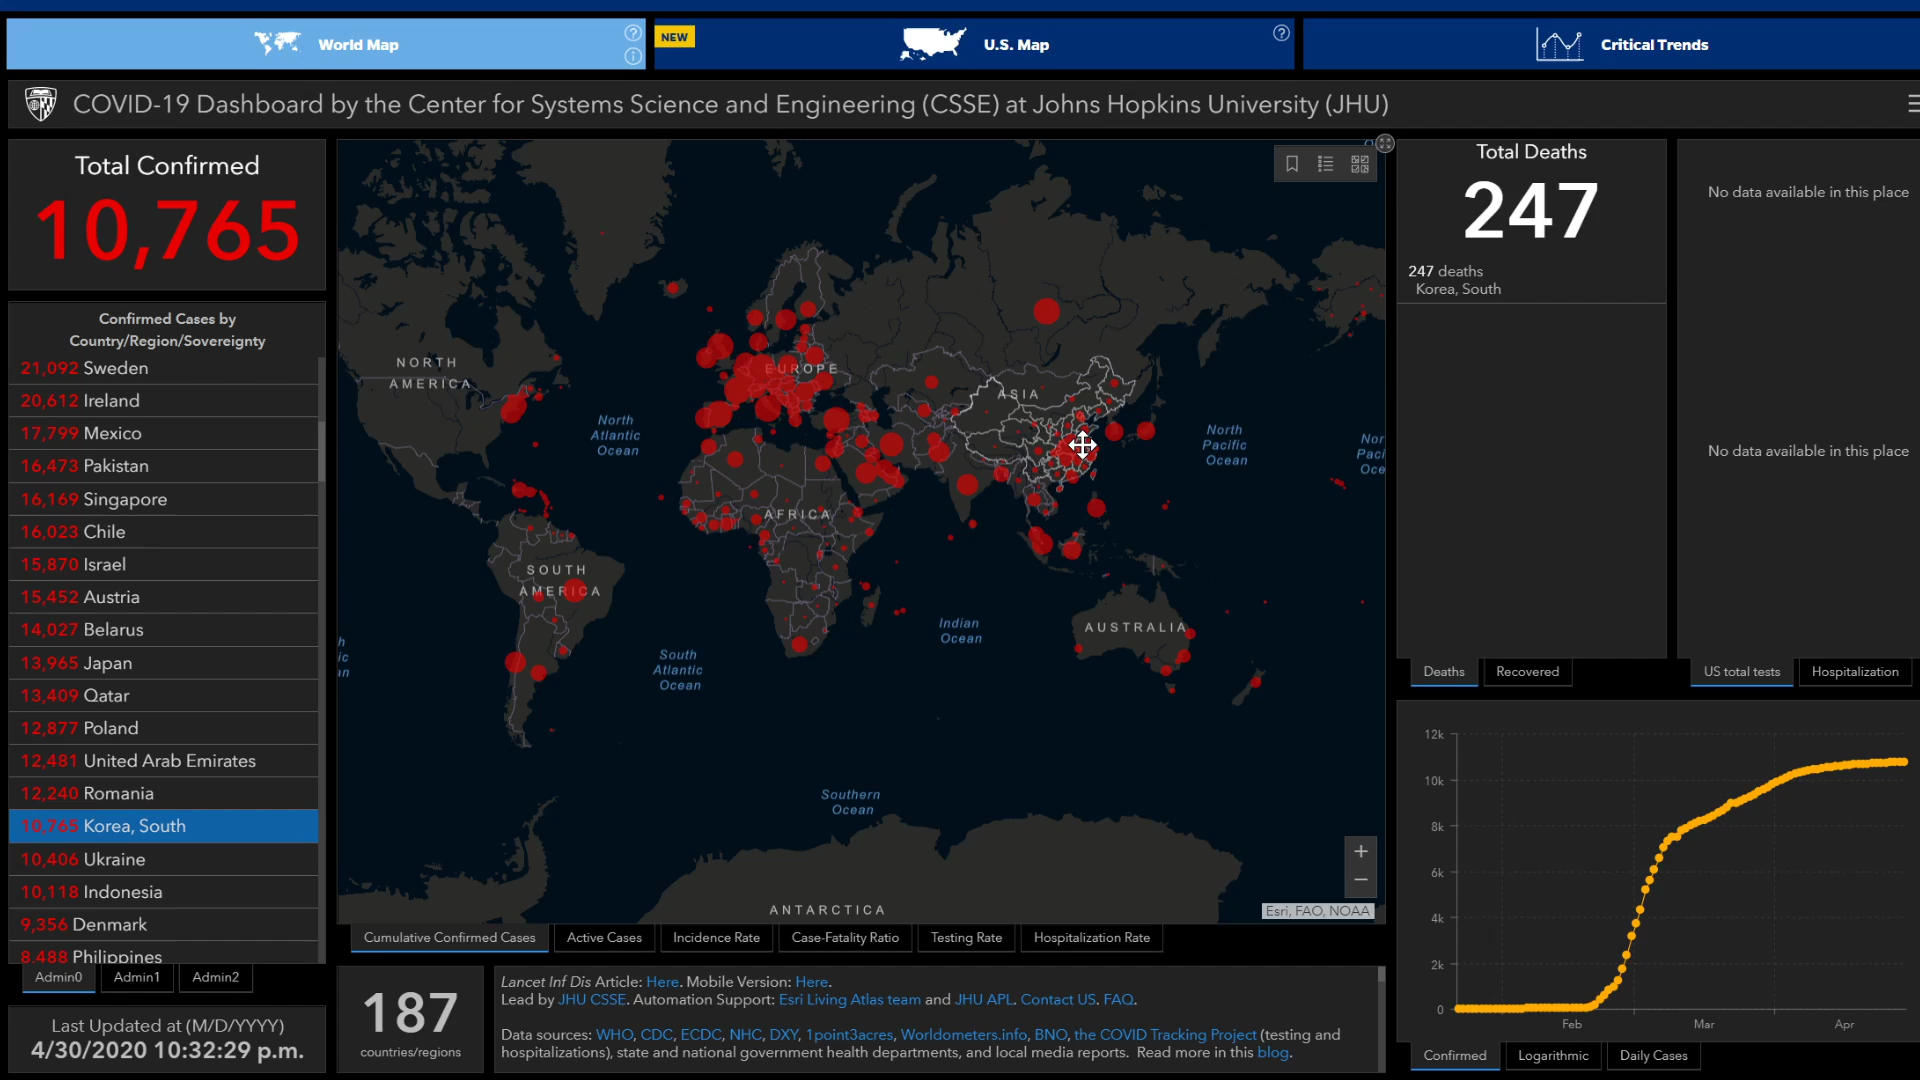 World Map
NEW
U.S. Map
Critical Trends
COVID-19 Dashboard by the Center for Systems Science and Engineering (CSSE) at Johns Hopkins University (JHU)
Total Confirmed
10,765
Confirmed Cases by
Country/Region/Sovereignty
21,092 Sweden
20,612 Ireland
17,799 Mexico
16,473 Pakistan
16,169 Singapore
16,023 Chile
15,870 Israel
15,452 Austria
14,027 Belarus
13,965 Japan
13,409 Qatar
12,877 Poland
12,481 United Arab Emirates
12,240 Romania
10,765 Korea, South
10,406 Ukraine
10,118 Indonesia
9,356 Denmark
8,488 Philippines
Admin0
Admin1
Admin2
Last Updated at (M/D/YYYY)
4/30/2020 10:32:29 p.m.
NORTH
AMERICA
EUROPE
ASIA
North
Atlantic
Ocean
North
Pacific
Ocean
Nor
Paci
Oce
AFRICA
SOUTH
AMERICA
Indian
Ocean
AUSTRALIA
South
Atlantic
Ocean
h
ic
an
Southern
Ocean
ANTARCTICA
+
−
Esri, FAO, NOAA
Cumulative Confirmed Cases
Active Cases
Incidence Rate
Case-Fatality Ratio
Testing Rate
Hospitalization Rate
187
countries/regions
Lancet Inf Dis Article: Here. Mobile Version: Here.
Lead by JHU CSSE. Automation Support: Esri Living Atlas team and JHU APL. Contact US. FAQ.
Data sources: WHO, CDC, ECDC, NHC, DXY, 1point3acres, Worldometers.info, BNO, the COVID Tracking Project (testing and
hospitalizations), state and national government health departments, and local media reports. Read more in this blog.
Total Deaths
247
247 deaths
Korea, South
Deaths
Recovered
No data available in this place
No data available in this place
US total tests
Hospitalization
12k
10k
8k
6k
4k
2k
0
Feb
Mar
Apr
Confirmed
Logarithmic
Daily Cases